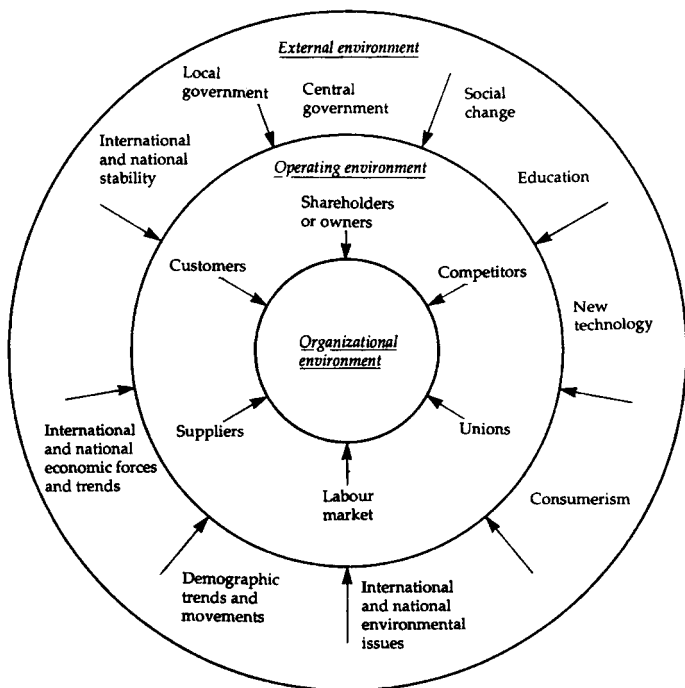 External environment
Local
government
Central
government
Social
change
International
and national
stability
Operating environment
Education
Shareholders
or owners
Customers
Competitors
New
technology
Organizational
environment
International
and national
economic forces
and trends
Suppliers
Unions
Labour
market
Consumerism
Demographic
trends and
movements
International
and national
environmental
issues